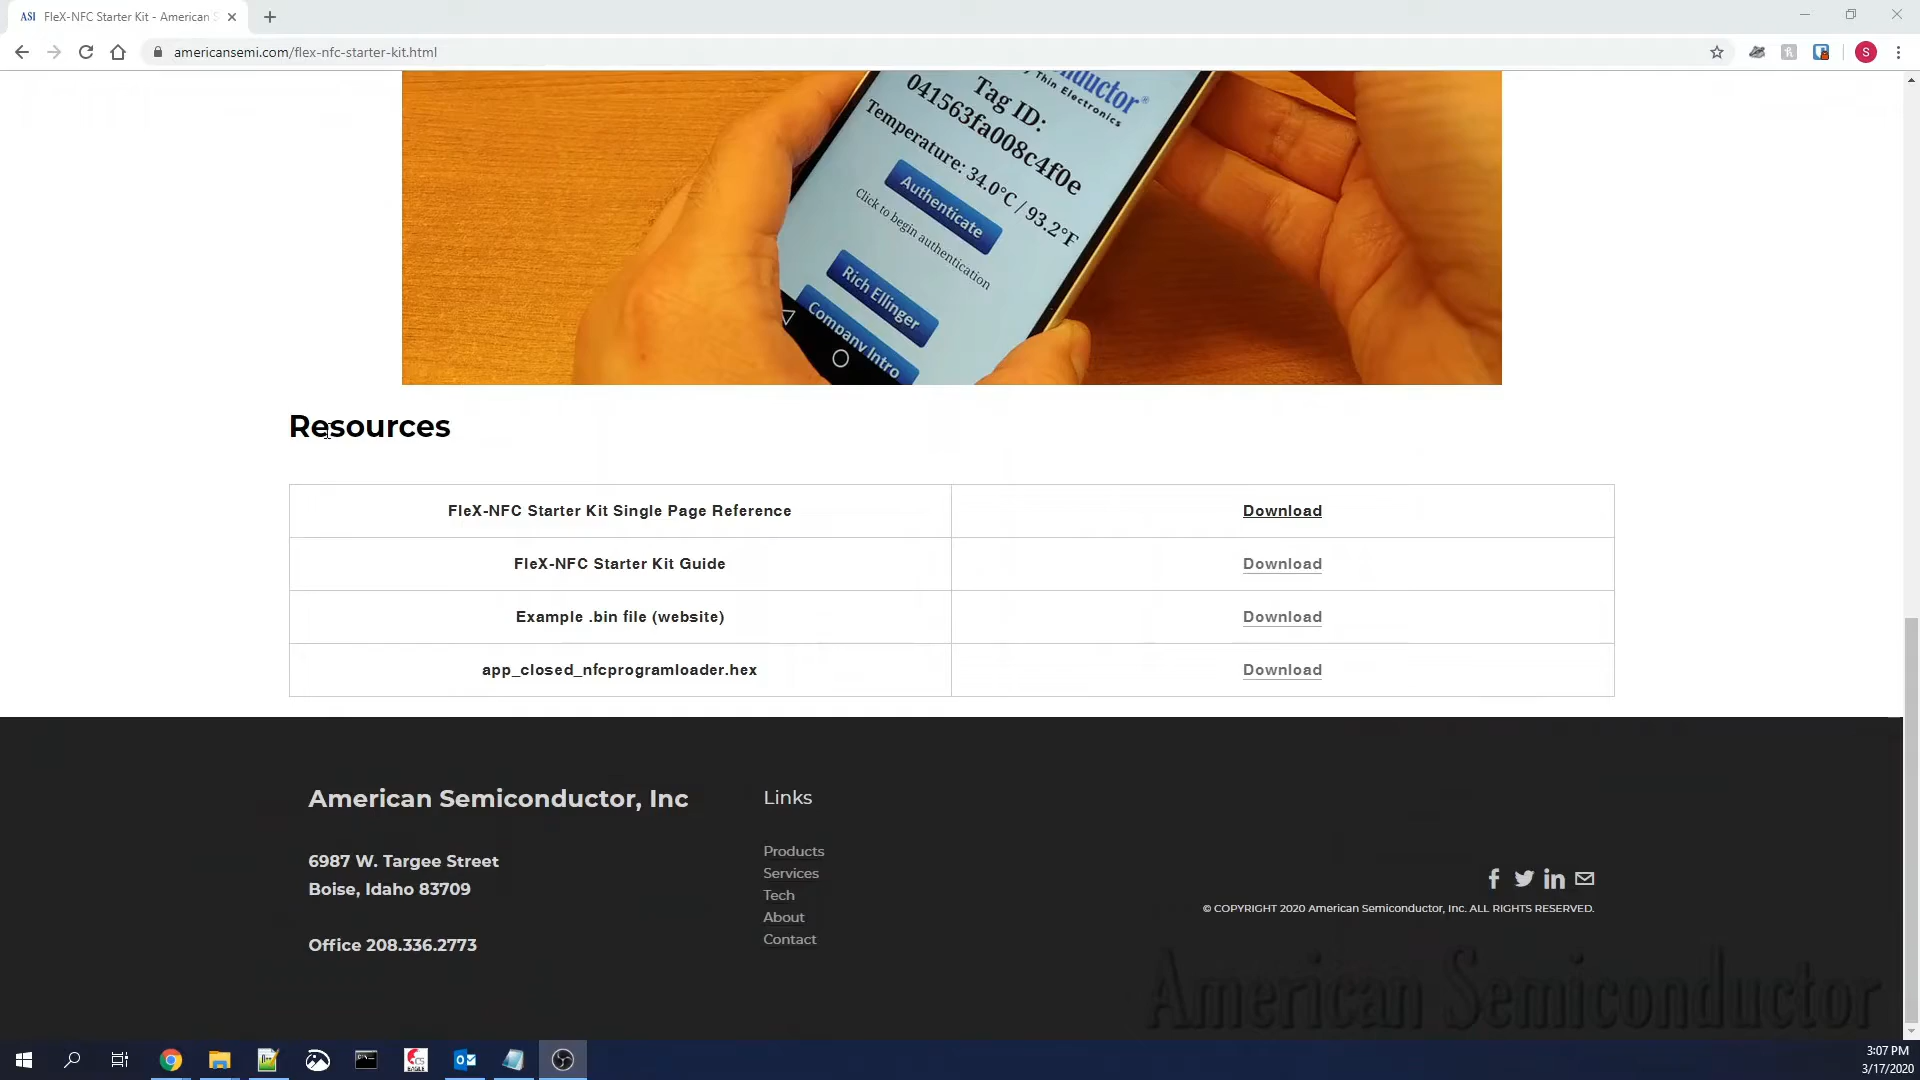 ASI FleX-NFC Starter Kit - American S
americansemi.com/flex-nfc-starter-kit.html
S
conductor®
Thin Electronics
Tag ID:
041563fa008c4f0e
Temperature: 34.0°C / 93.2°F
Authenticate
Click to begin authentication
Rich Ellinger
Company Intro
Resources
FleX-NFC Starter Kit Single Page Reference Download
FleX-NFC Starter Kit Guide Download
Example .bin file (website) Download
app_closed_nfcprogramloader.hex Download
American Semiconductor, Inc
6987 W. Targee Street
Boise, Idaho 83709
Office 208.336.2773
Links
Products
Services
Tech
About
Contact
© COPYRIGHT 2020 American Semiconductor, Inc. ALL RIGHTS RESERVED.
American Semiconductor
3:07 PM
3/17/2020